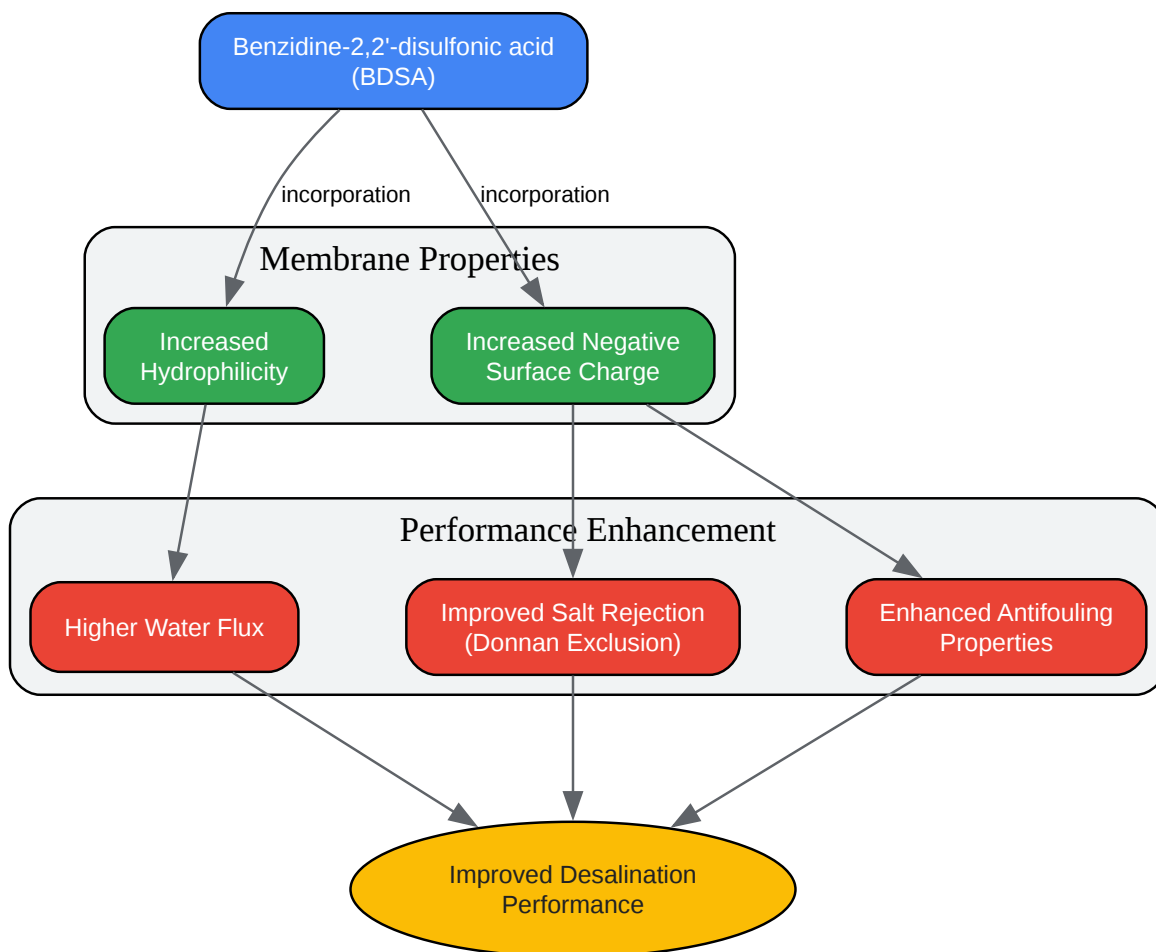 Benzidine-2,2'-disulfonic acid
(BDSA)
incorporation
incorporation
Membrane Properties
Increased
Hydrophilicity
Increased Negative
Surface Charge
Performance Enhancement
Higher Water Flux
Improved Salt Rejection
(Donnan Exclusion)
Enhanced Antifouling
Properties
Improved Desalination
Performance